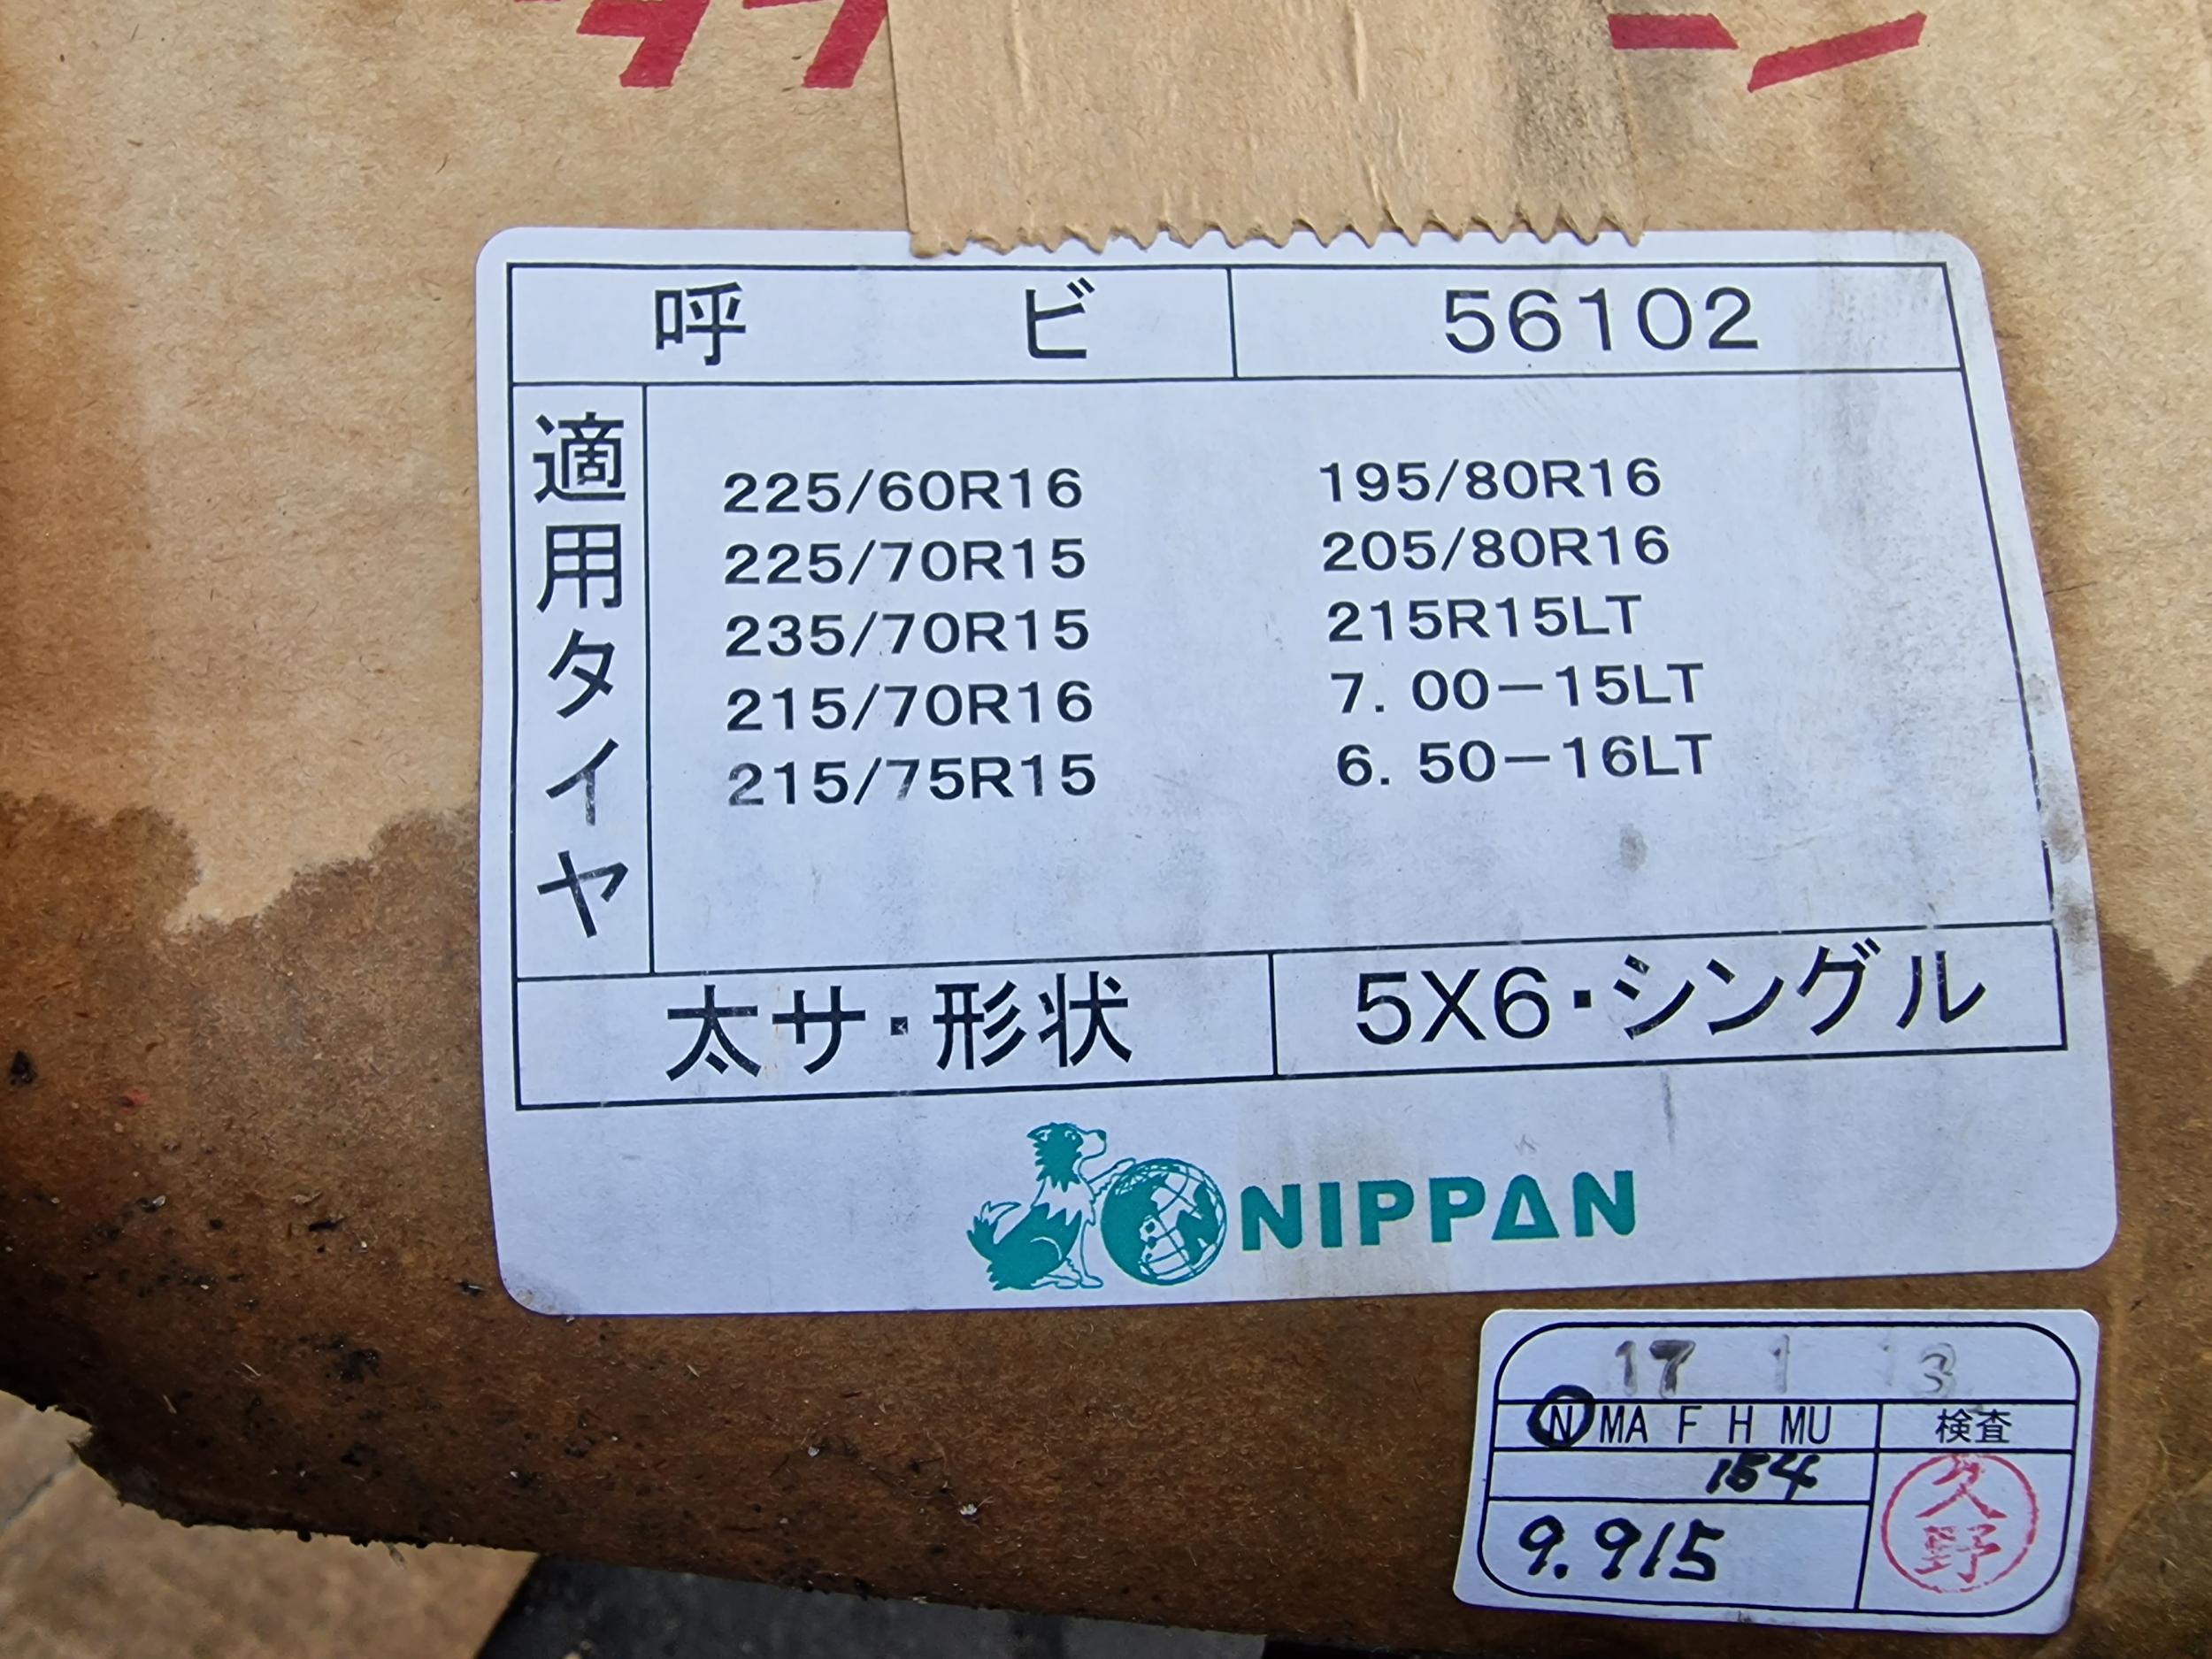 呼ビ 56102
適用タイヤ
225/60R16 195/80R16
225/70R15 205/80R16
235/70R15 215R15LT
215/70R16 7. 00-15LT
215/75R15 6. 50-16LT
太サ・形状 5X6・シングル
NIPPAN
17 1 13
N MA F H MU 検査
154
9.915
久野